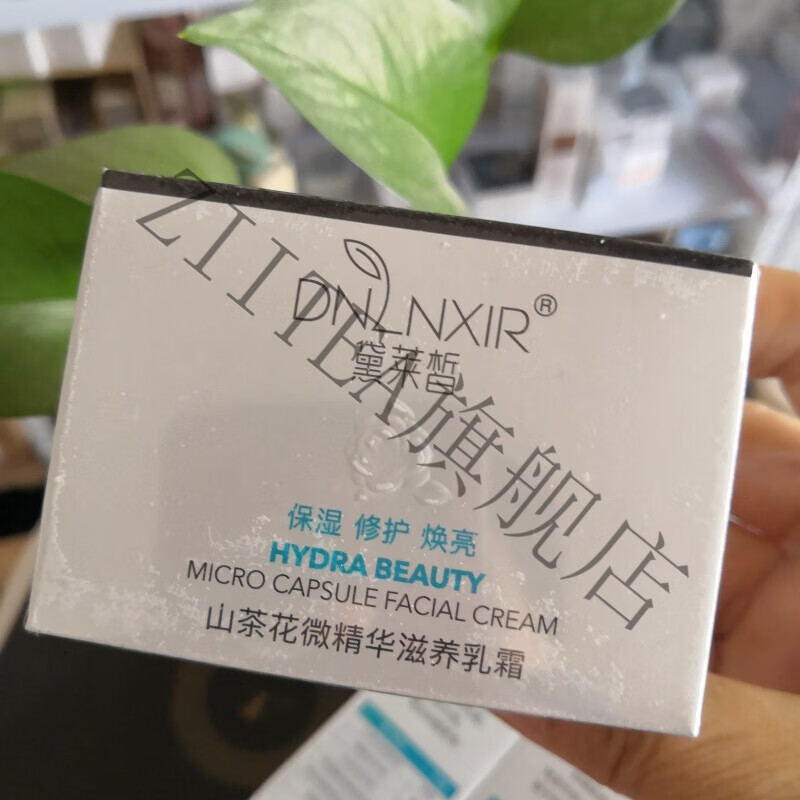 DNLNXIR®
黛莱皙
保湿 修护 焕亮
HYDRA BEAUTY
MICRO CAPSULE FACIAL CREAM
山茶花微精华滋养乳霜
ZIITEA旗舰店